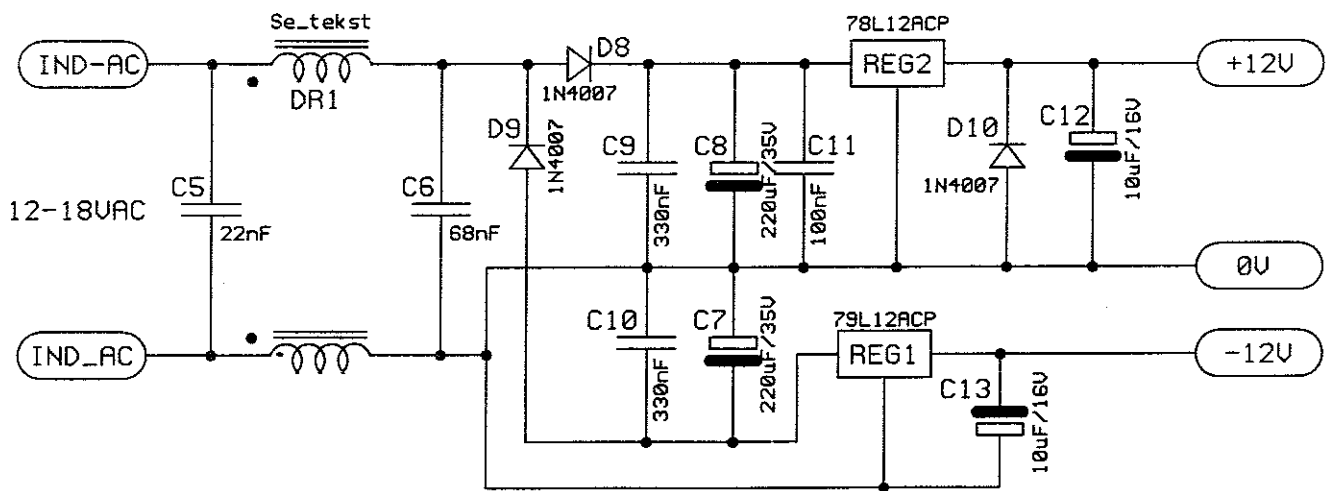 Se_tekst
IND-AC
DR1
D8
1N4007
78L12ACP
REG2
+12V
D9
1N4007
C9
330nF
C8
220uF/35V
C11
100nF
D10
1N4007
C12
10uF/16V
12-18VAC
C5
22nF
C6
68nF
0V
IND_AC
C10
330nF
C7
220uF/35V
79L12ACP
REG1
-12V
C13
10uF/16V